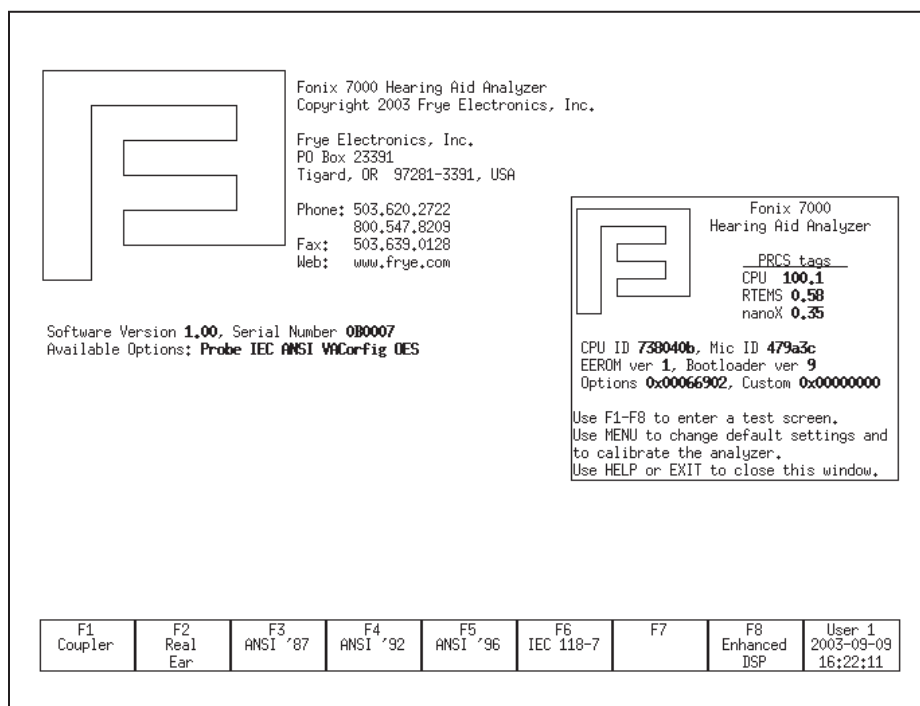 Fonix 7000 Hearing Aid Analyzer
Copyright 2003 Frye Electronics, Inc.
Frye Electronics, Inc.
PO Box 23391
Tigard, OR 97281-3391, USA
Phone: 503.620.2722
800.547.8209
Fax: 503.639.0128
Web: www.frye.com
Software Version 1.00, Serial Number 0B0007
Available Options: Probe IEC ANSI VACorfig OES
Fonix 7000
Hearing Aid Analyzer
PRCS tags
CPU 100.1
RTEMS 0.58
nanoX 0.35
CPU ID 738040b, Mic ID 479a3c
EEROM ver 1, Bootloader ver 9
Options 0x00066902, Custom 0x00000000
Use F1-F8 to enter a test screen.
Use MENU to change default settings and
to calibrate the analyzer.
Use HELP or EXIT to close this window.
F1
Coupler
F2
Real
Ear
F3
ANSI '87
F4
ANSI '92
F5
ANSI '96
F6
IEC 118-7
F7
F8
Enhanced
DSP
User 1
2003-09-09
16:22:11